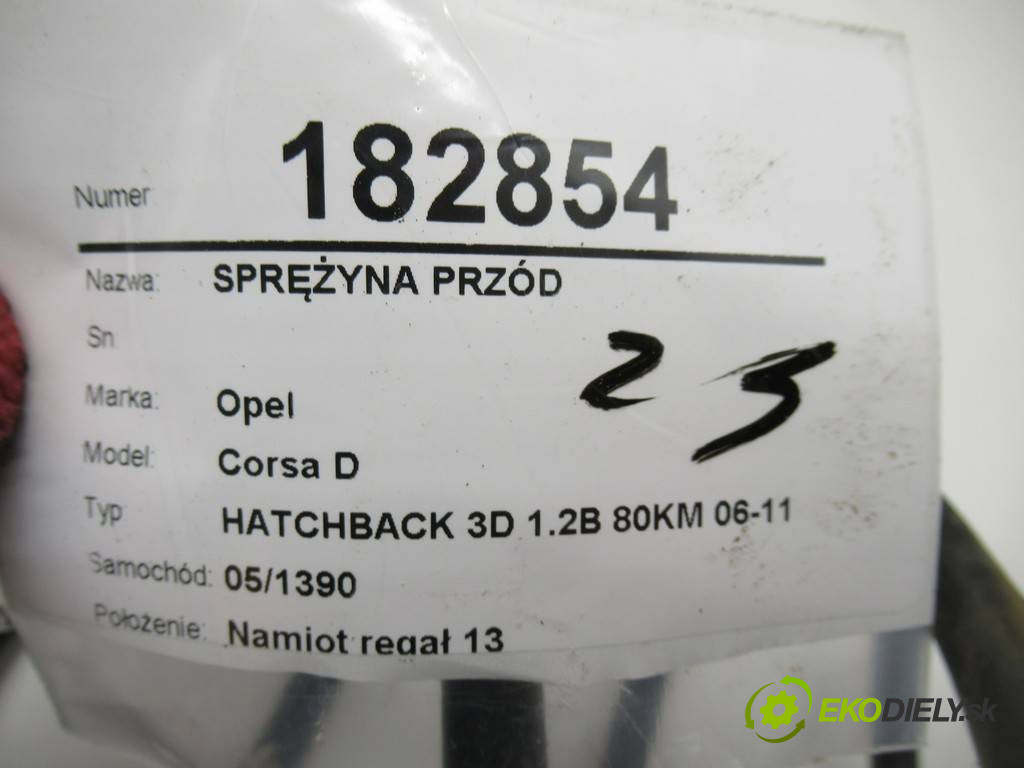 Numer 182854
Nazwa: SPRĘŻYNA PRZÓD
Sn
Marka: Opel
Model: Corsa D
Typ HATCHBACK 3D 1.2B 80KM 06-11
Samochód: 05/1390
Położenie: Namiot regał 13
25
EKODIELY.sk